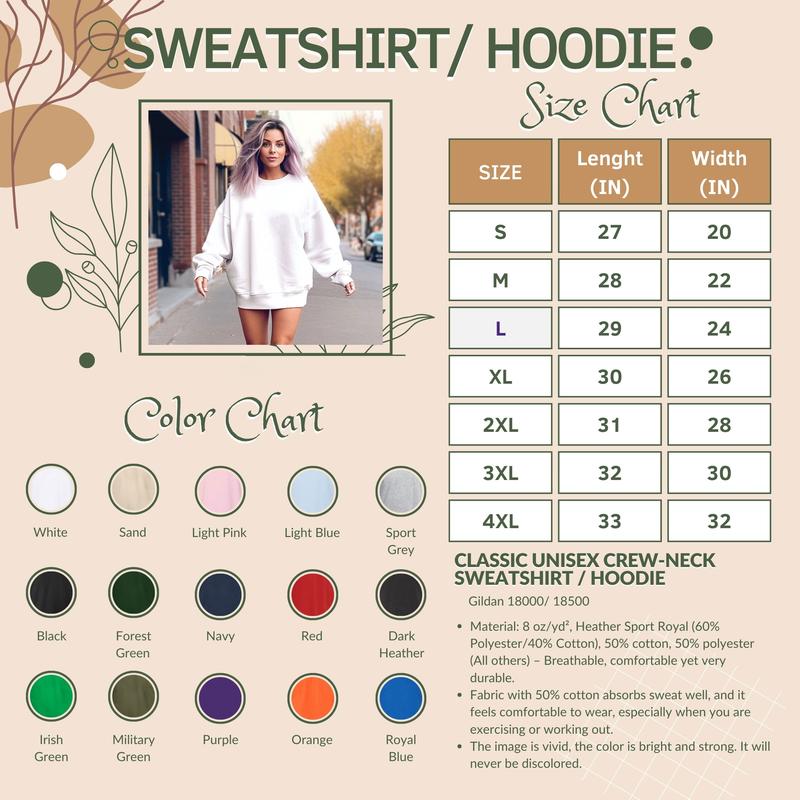 SWEATSHIRT/ HOODIE.
Size Chart
SIZE Lenght (IN) Width (IN)
S 27 20
M 28 22
L 29 24
XL 30 26
2XL 31 28
3XL 32 30
4XL 33 32
Color Chart
White Sand Light Pink Light Blue Sport Grey
Black Forest Green Navy Red Dark Heather
Irish Green Military Green Purple Orange Royal Blue
CLASSIC UNISEX CREW-NECK
SWEATSHIRT / HOODIE
Gildan 18000/ 18500
• Material: 8 oz/yd², Heather Sport Royal (60%
Polyester/40% Cotton), 50% cotton, 50% polyester
(All others) – Breathable, comfortable yet very
durable.
• Fabric with 50% cotton absorbs sweat well, and it
feels comfortable to wear, especially when you are
exercising or working out.
• The image is vivid, the color is bright and strong. It will
never be discolored.